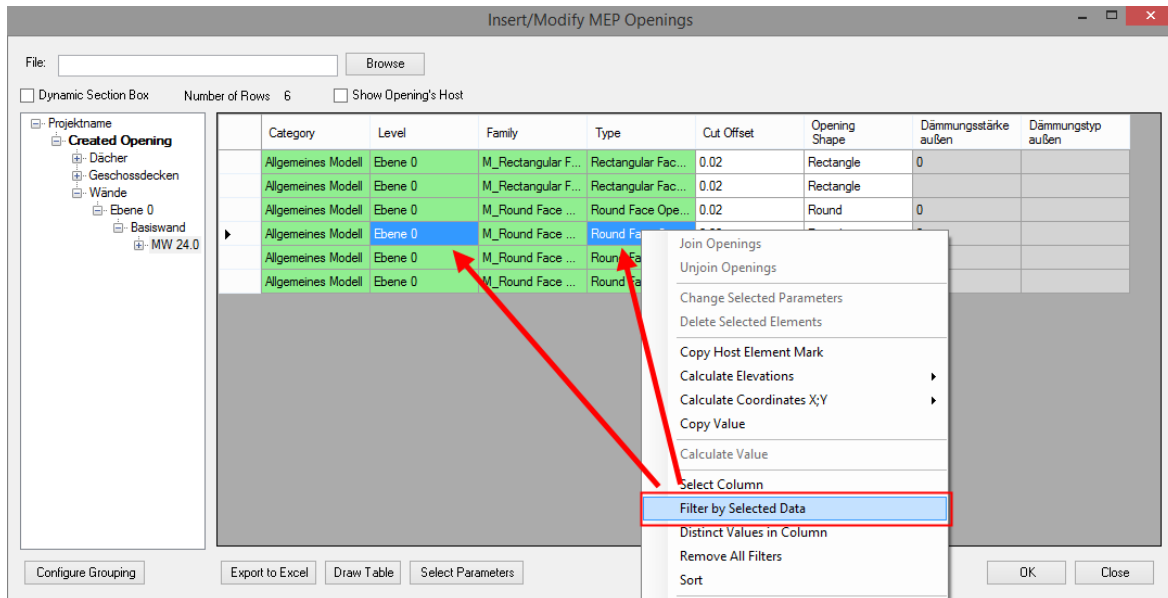 Insert/Modify MEP Openings
File:
Browse
Dynamic Section Box
Number of Rows 6
Show Opening's Host
Projektname
Created Opening
Dächer
Geschossdecken
Wände
Ebene 0
Basiswand
MW 24.0
Category Level Family Type Cut Offset Opening Shape Dämmungsstärke außen Dämmungstyp außen
Allgemeines Modell Ebene 0 M_Rectangular F... Rectangular Fac... 0.02 Rectangle 0
Allgemeines Modell Ebene 0 M_Rectangular F... Rectangular Fac... 0.02 Rectangle
Allgemeines Modell Ebene 0 M_Round Face ... Round Face Ope... 0.02 Round 0
Allgemeines Modell Ebene 0 M_Round Face ... Round Fa
Allgemeines Modell Ebene 0 M_Round Face ... Round Fa
Allgemeines Modell Ebene 0 M_Round Face ... Round Fa
Join Openings
Unjoin Openings
Change Selected Parameters
Delete Selected Elements
Copy Host Element Mark
Calculate Elevations
Calculate Coordinates X;Y
Copy Value
Calculate Value
Select Column
Filter by Selected Data
Distinct Values in Column
Remove All Filters
Sort
Configure Grouping
Export to Excel
Draw Table
Select Parameters
OK
Close